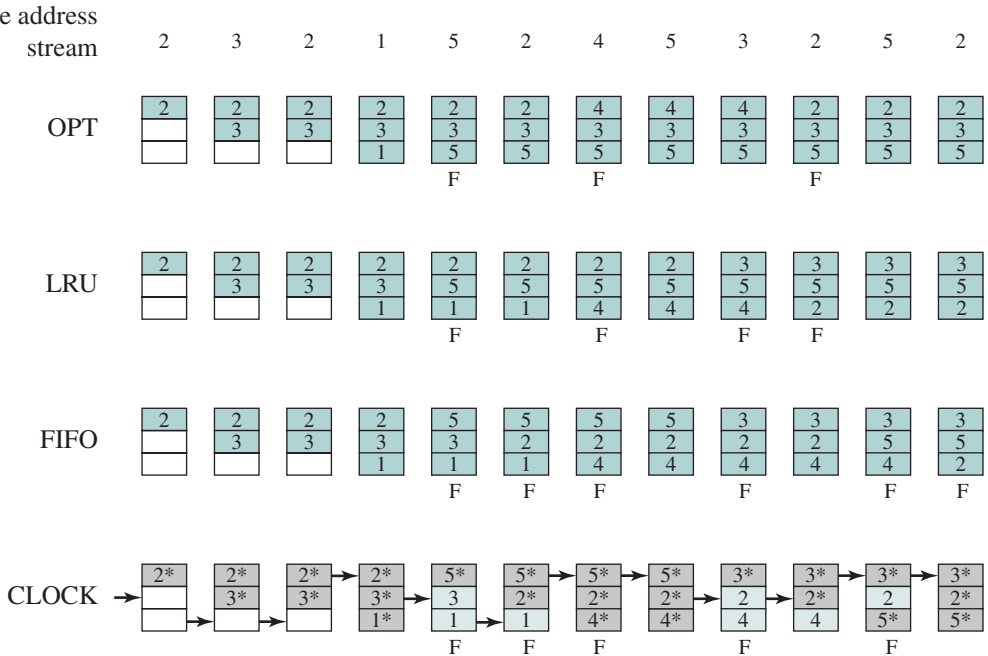 e address
stream 2 3 2 1 5 2 4 5 3 2 5 2
OPT
2 2 2 2 2 2 4 4 4 2 2 2
3 3 3 3 3 3 3 3 3 3 3
1 5 5 5 5 5 5 5 5
F F F
LRU
2 2 2 2 2 2 2 2 3 3 3 3
3 3 3 5 5 5 5 5 5 5 5
1 1 1 4 4 4 2 2 2
F F F F
FIFO
2 2 2 2 5 5 5 5 3 3 3 3
3 3 3 3 2 2 2 2 2 5 5
1 1 1 4 4 4 4 4 2
F F F F F F
CLOCK
2* 2* 2* 2* 5* 5* 5* 5* 3* 3* 3* 3*
3* 3* 3* 3 2* 2* 2* 2 2* 2 2*
1* 1 1 4* 4* 4 4 5* 5*
F F F F F